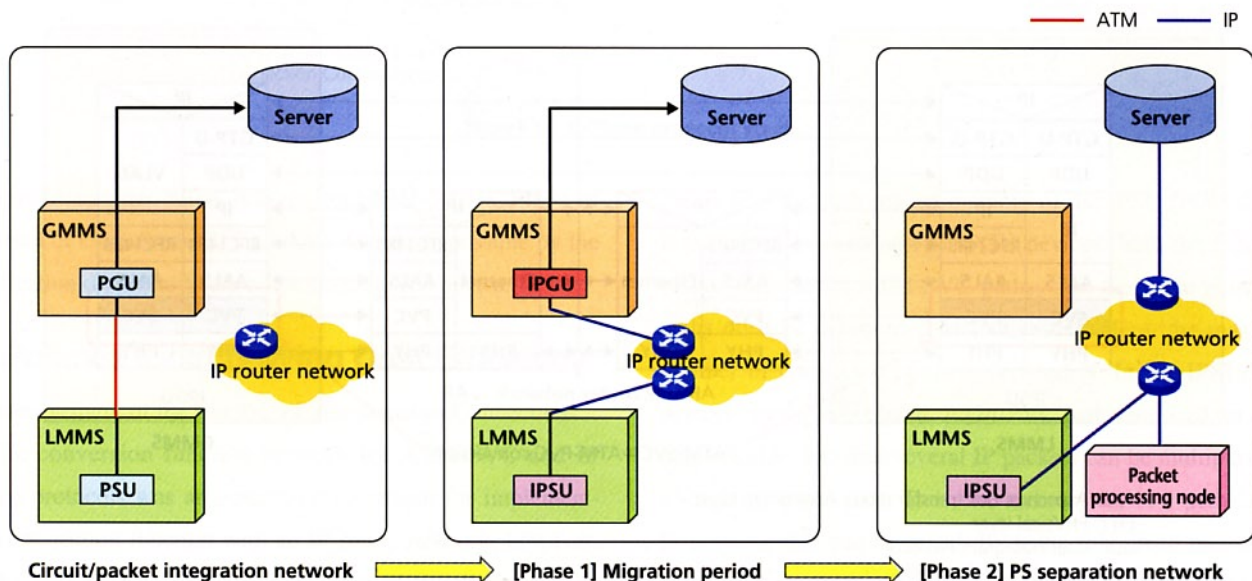 ATM IP
Server
GMMS
PGU
IP router network
LMMS
PSU
Server
GMMS
IPGU
IP router network
LMMS
IPSU
Server
GMMS
IP router network
LMMS
IPSU
Packet
processing node
Circuit/packet integration network [Phase 1] Migration period [Phase 2] PS separation network